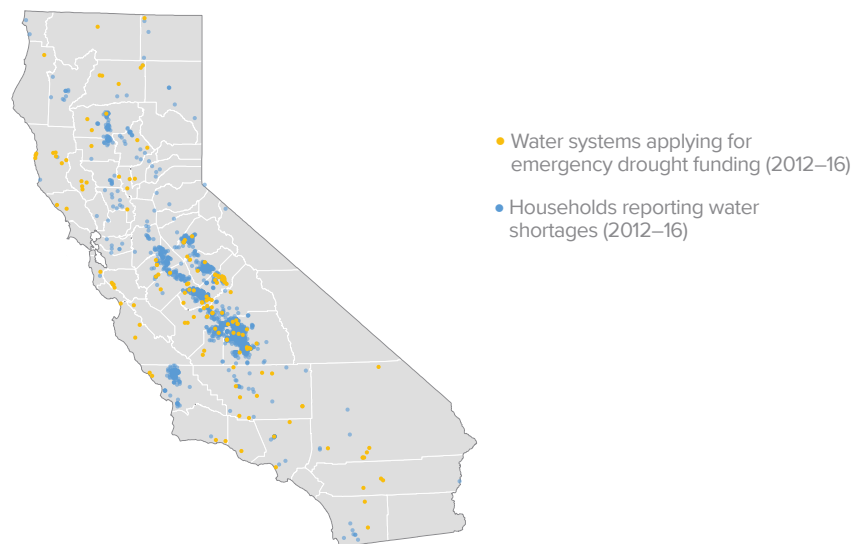 Water systems applying for
emergency drought funding (2012–16)
Households reporting water
shortages (2012–16)